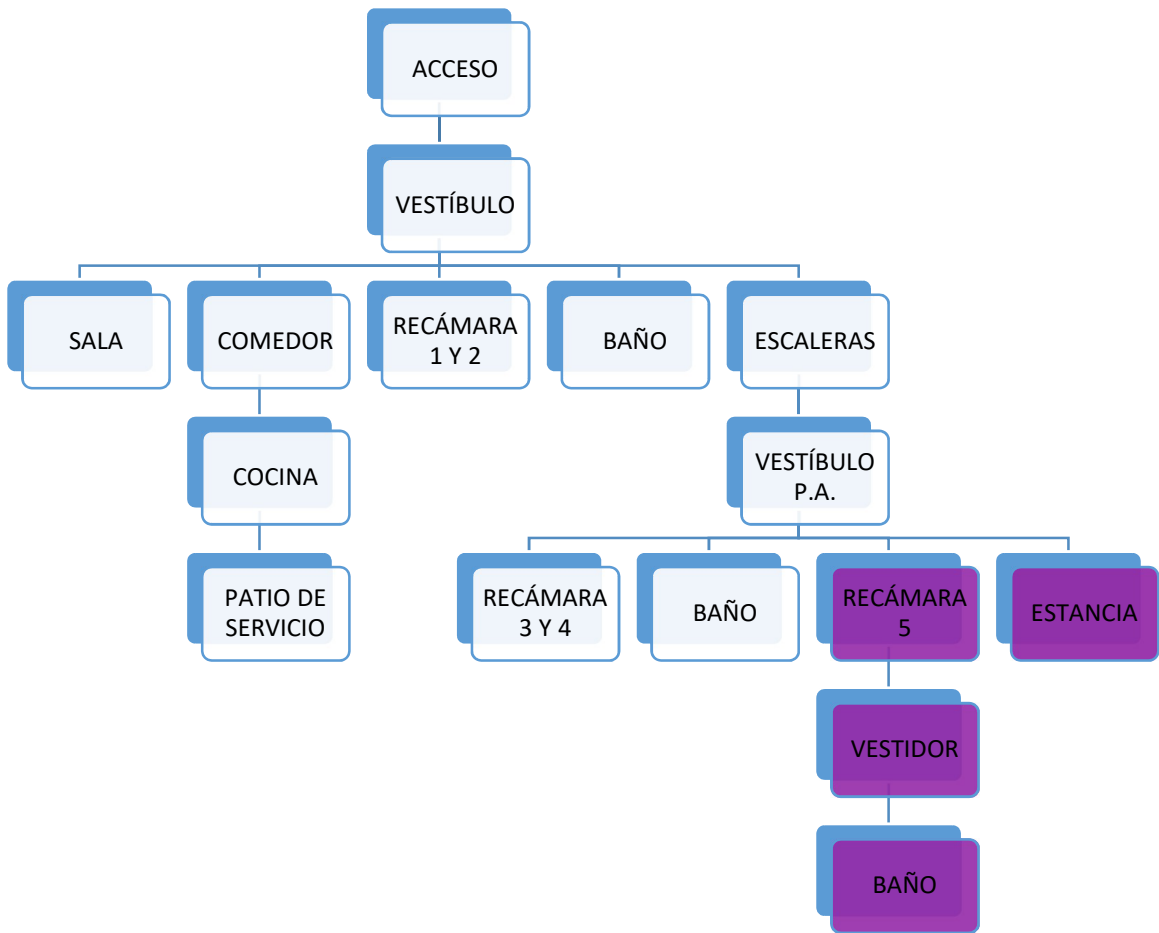 ACCESO
VESTÍBULO
SALA
COMEDOR
RECÁMARA
1 Y 2
BAÑO
ESCALERAS
COCINA
VESTÍBULO
P.A.
PATIO DE
SERVICIO
RECÁMARA
3 Y 4
BAÑO
RECÁMARA
5
ESTANCIA
VESTIDOR
BAÑO